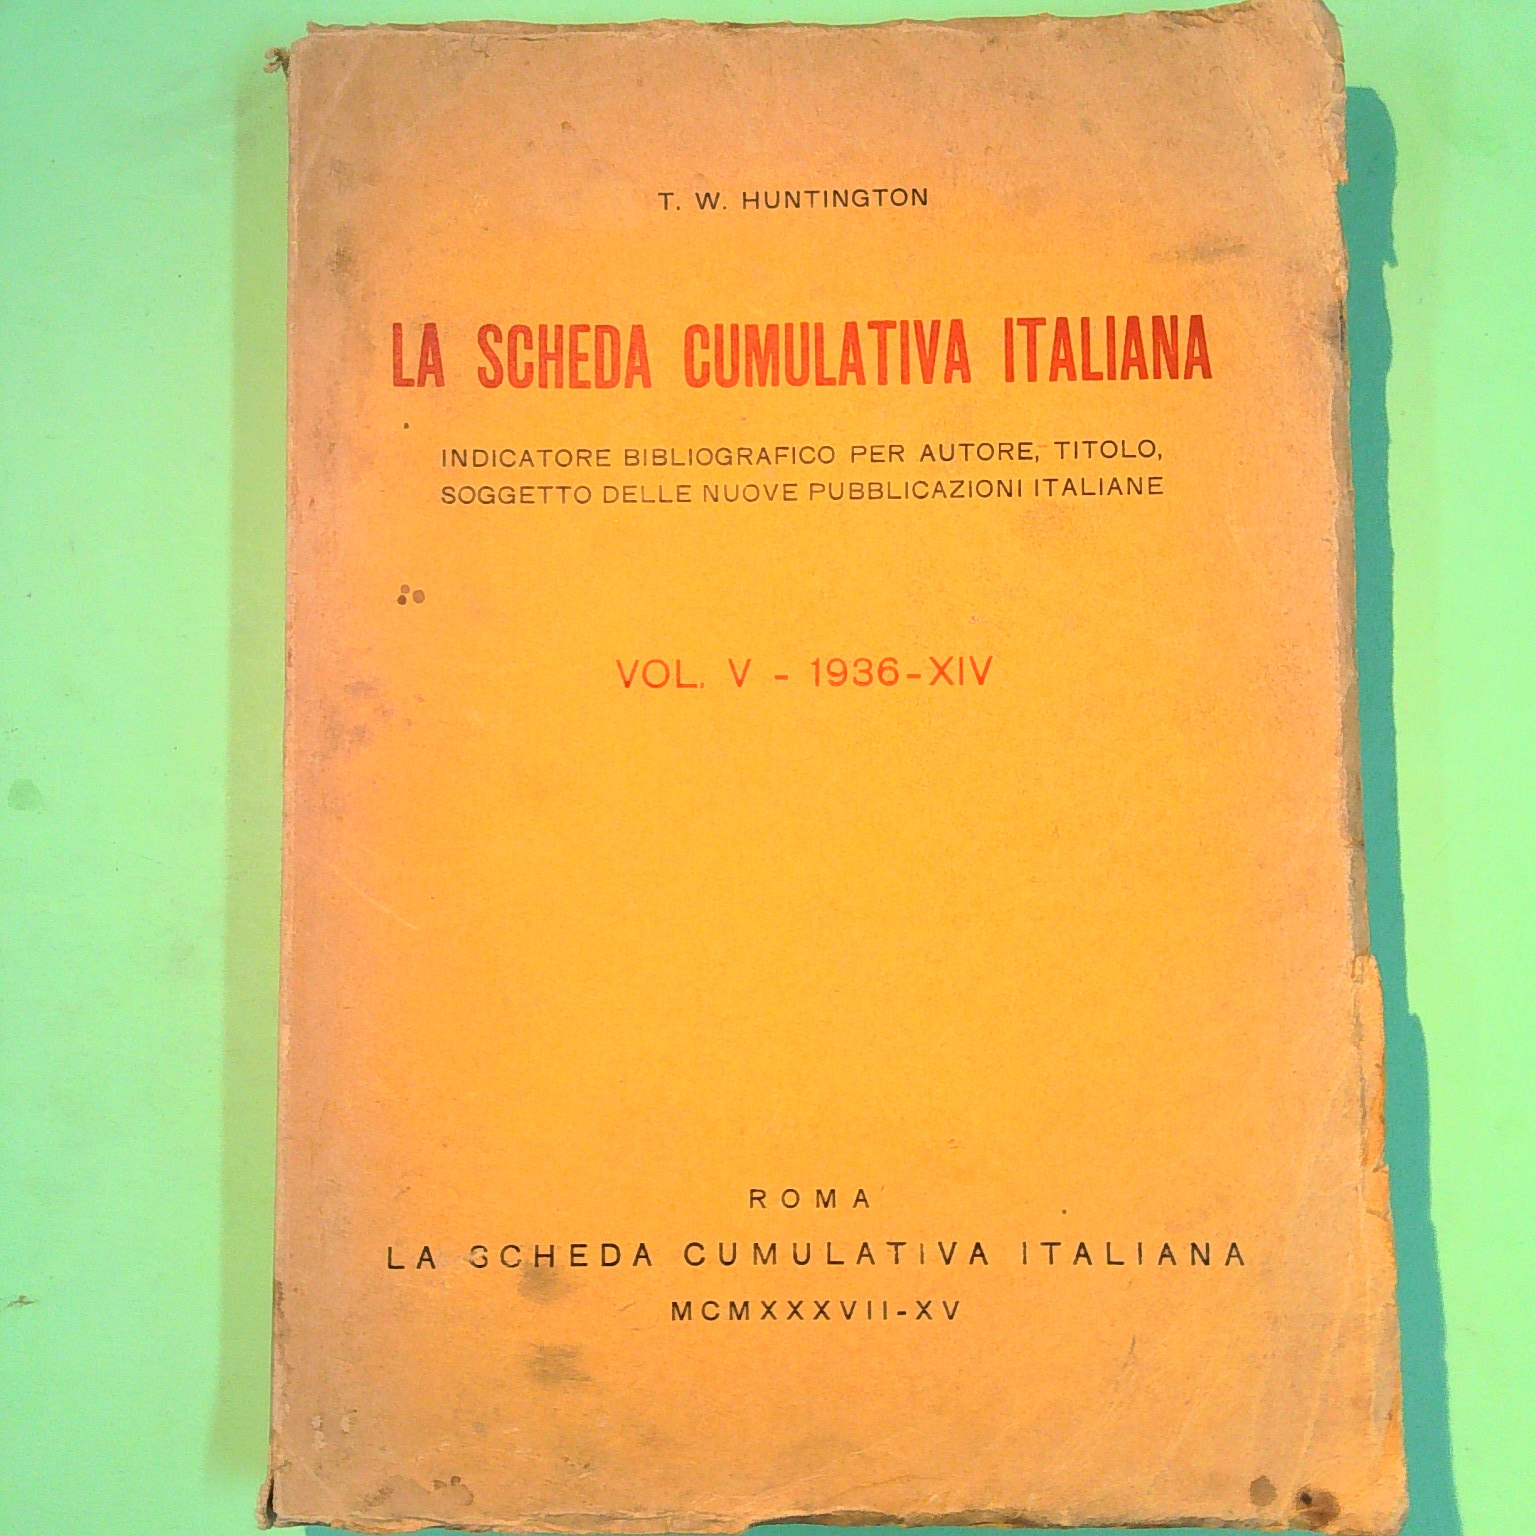 T. W. HUNTINGTON
LA SCHEDA CUMULATIVA ITALIANA
INDICATORE BIBLIOGRAFICO PER AUTORE, TITOLO,
SOGGETTO DELLE NUOVE PUBBLICAZIONI ITALIANE
VOL. V - 1936-XIV
ROMA
LA SCHEDA CUMULATIVA ITALIANA
MCMXXXVII-XV